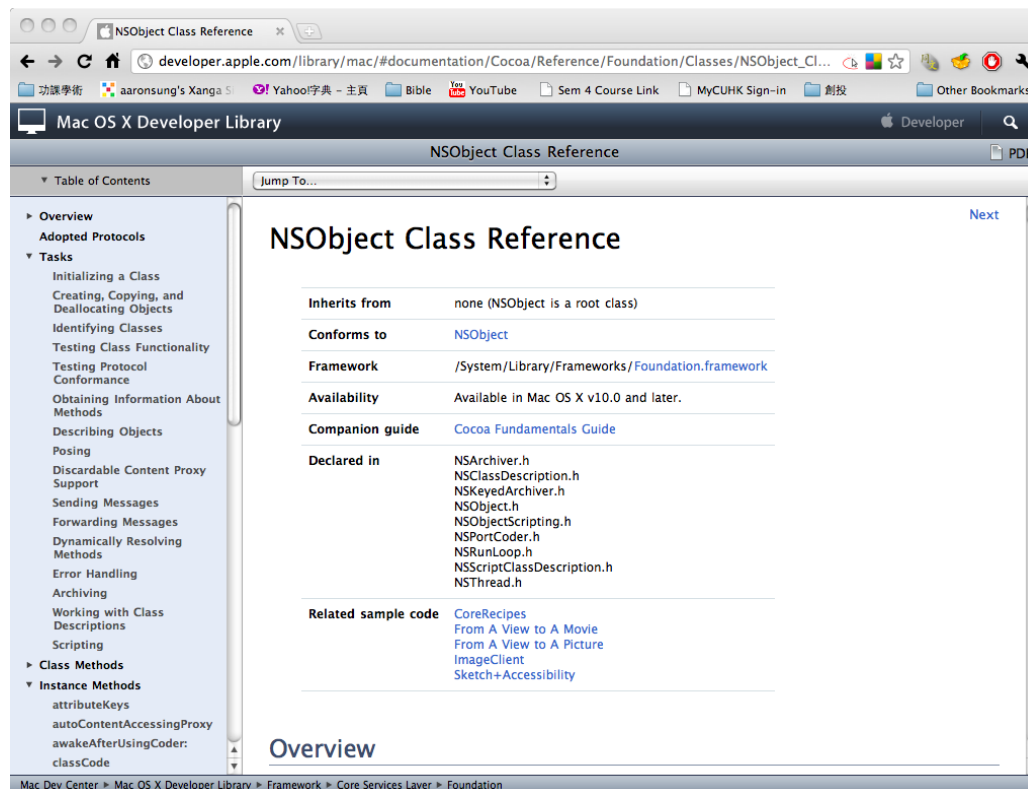 NSObject Class Reference
developer.apple.com/library/mac/#documentation/Cocoa/Reference/Foundation/Classes/NSObject_Cl...
功課學術 aaronsung's Xanga Si Yahoo!字典 - 主頁 Bible YouTube Sem 4 Course Link MyCUHK Sign-in 創投 Other Bookmarks
Mac OS X Developer Library Developer
NSObject Class Reference PDF
Table of Contents Jump To...
Overview
Adopted Protocols
Tasks
Initializing a Class
Creating, Copying, and
Deallocating Objects
Identifying Classes
Testing Class Functionality
Testing Protocol
Conformance
Obtaining Information About
Methods
Describing Objects
Posing
Discardable Content Proxy
Support
Sending Messages
Forwarding Messages
Dynamically Resolving
Methods
Error Handling
Archiving
Working with Class
Descriptions
Scripting
Class Methods
Instance Methods
attributeKeys
autoContentAccessingProxy
awakeAfterUsingCoder:
classCode
Next
NSObject Class Reference
Inherits from none (NSObject is a root class)
Conforms to NSObject
Framework /System/Library/Frameworks/Foundation.framework
Availability Available in Mac OS X v10.0 and later.
Companion guide Cocoa Fundamentals Guide
Declared in NSArchiver.h
NSClassDescription.h
NSKeyedArchiver.h
NSObject.h
NSObjectScripting.h
NSPortCoder.h
NSRunLoop.h
NSScriptClassDescription.h
NSThread.h
Related sample code CoreRecipes
From A View to A Movie
From A View to A Picture
ImageClient
Sketch+Accessibility
Overview
Mac Dev Center Mac OS X Developer Library Framework Core Services Layer Foundation